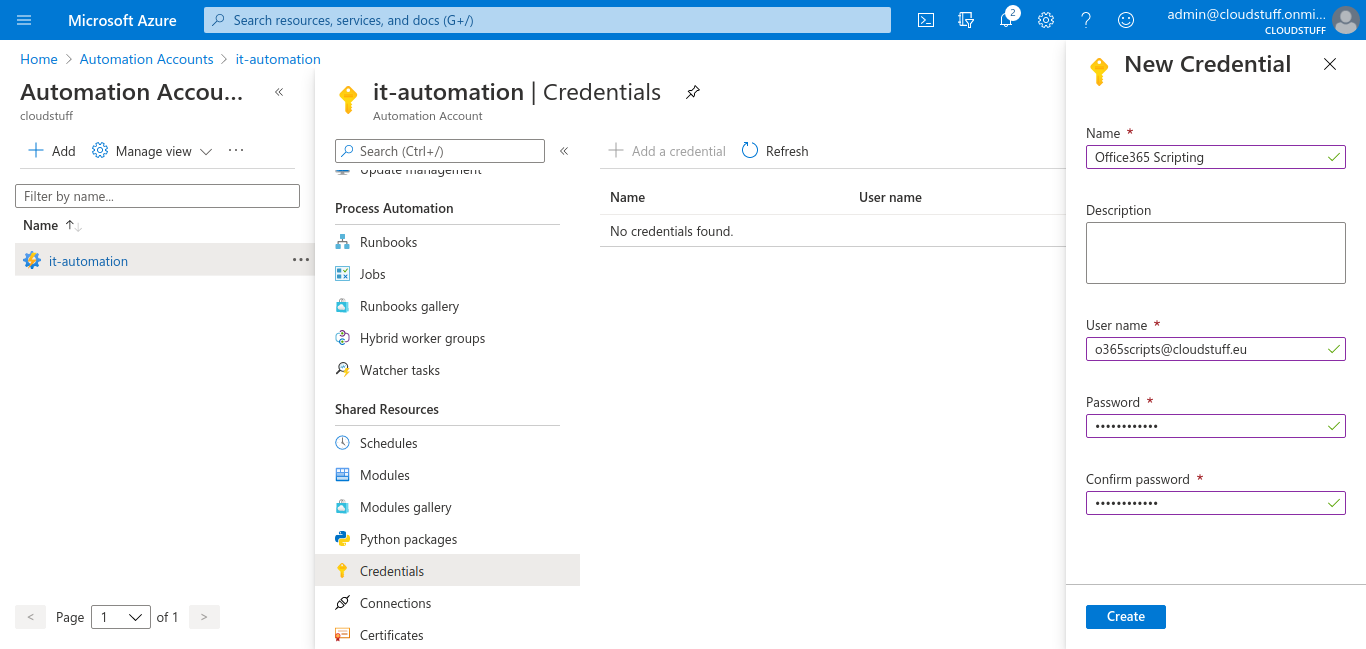 Microsoft Azure
Search resources, services, and docs (G+/)
2
admin@cloudstuff.onmi...
CLOUDSTUFF
Home > Automation Accounts > it-automation
Automation Accou... «
cloudstuff
+ Add Manage view ...
Filter by name...
Name ↑↓
it-automation ...
< Page 1 of 1 >
it-automation | Credentials
Automation Account
Search (Ctrl+/) «
Update management
Process Automation
Runbooks
Jobs
Runbooks gallery
Hybrid worker groups
Watcher tasks
Shared Resources
Schedules
Modules
Modules gallery
Python packages
Credentials
Connections
Certificates
+ Add a credential Refresh
Name User name
No credentials found.
New Credential
Name *
Office365 Scripting
Description
User name *
o365scripts@cloudstuff.eu
Password *
••••••••••••
Confirm password *
••••••••••••
Create